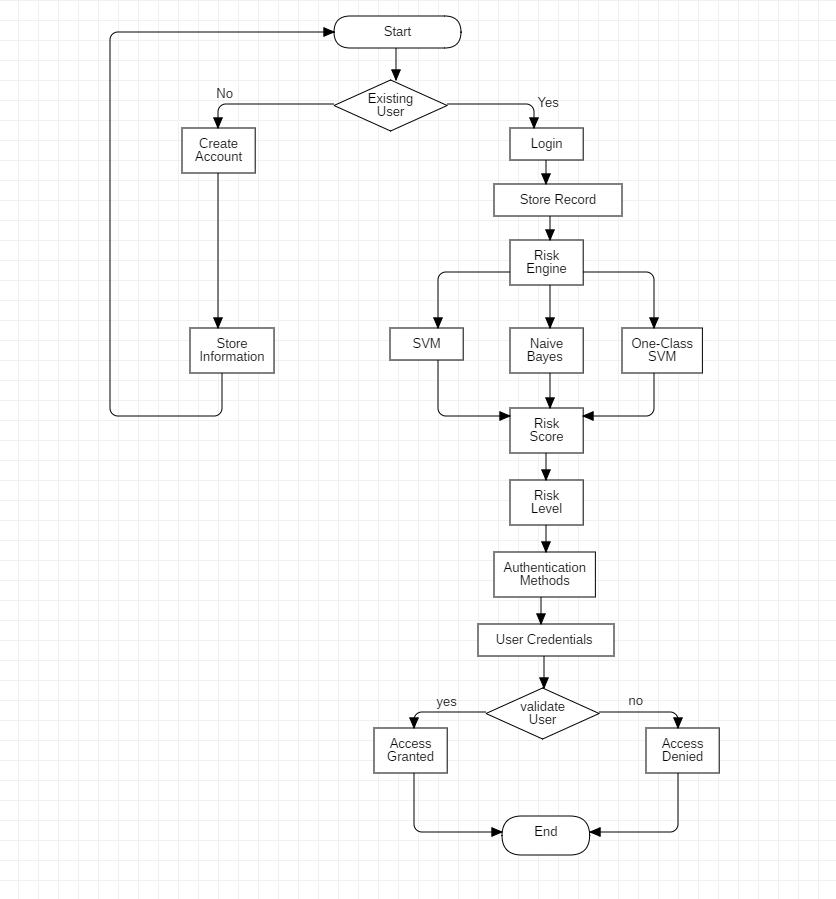 Start
No
Existing
User
Yes
Create
Account
Login
Store Record
Risk
Engine
Store
Information
SVM
Naive
Bayes
One-Class
SVM
Risk
Score
Risk
Level
Authentication
Methods
User Credentials
yes
validate
User
no
Access
Granted
Access
Denied
End